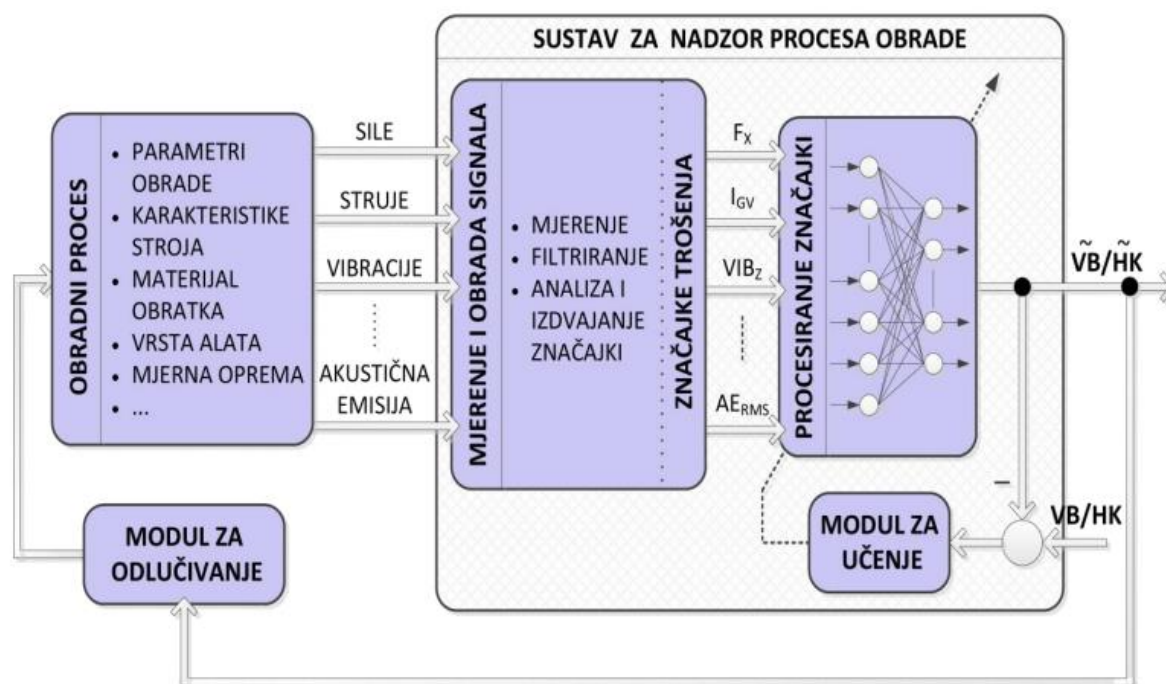 SUSTAV ZA NADZOR PROCESA OBRADE
OBRADNI PROCES
• PARAMETRI
OBRADE
• KARAKTERISTIKE
STROJA
• MATERIJAL
OBRATKA
• VRSTA ALATA
• MJERNA OPREMA
• ...
SILE
STRUJE
VIBRACIJE
AKUSTIČNA
EMISIJA
MJERENJE I OBRADA SIGNALA
• MJERENJE
• FILTRIRANJE
• ANALIZA I
IZDVAJANJE
ZNAČAJKI
ZNAČAJKE TROŠENJA
F_X
I_GV
VIB_Z
AE_RMS
PROCESIRANJE ZNAČAJKI
ṼB/H̃K
–
VB/HK
MODUL ZA
UČENJE
MODUL ZA
ODLUČIVANJE